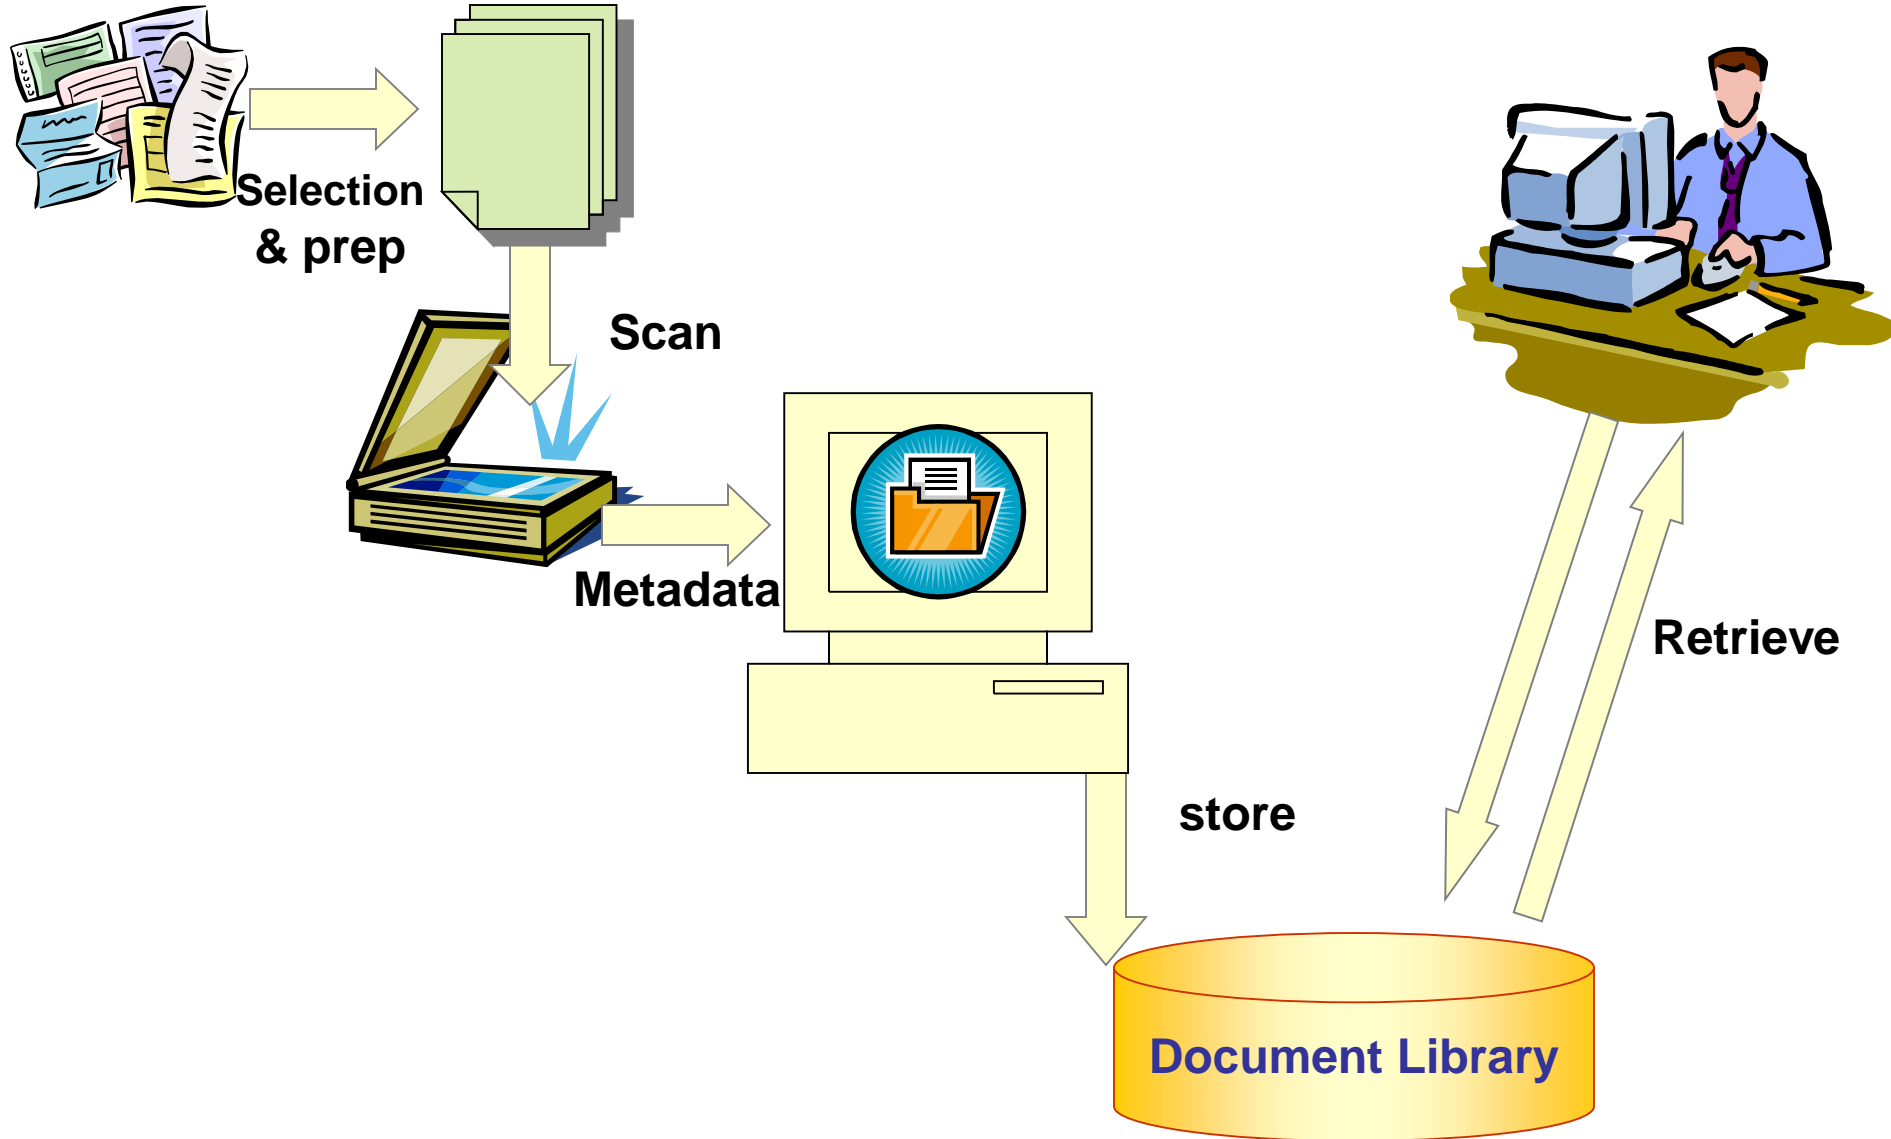 Selection
& prep
Scan
Metadata
Retrieve
store
Document Library